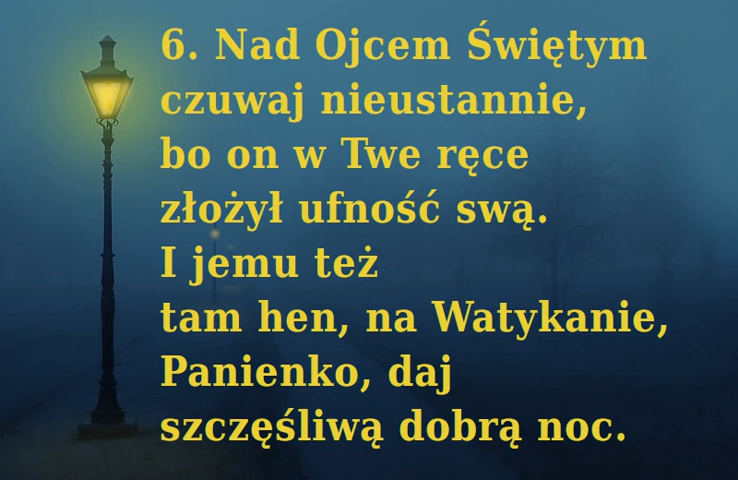 6. Nad Ojcem Świętym
czuwaj nieustannie,
bo on w Twe ręce
złożył ufność swą.
I jemu też
tam hen, na Watykanie,
Panienko, daj
szczęśliwą dobrą noc.